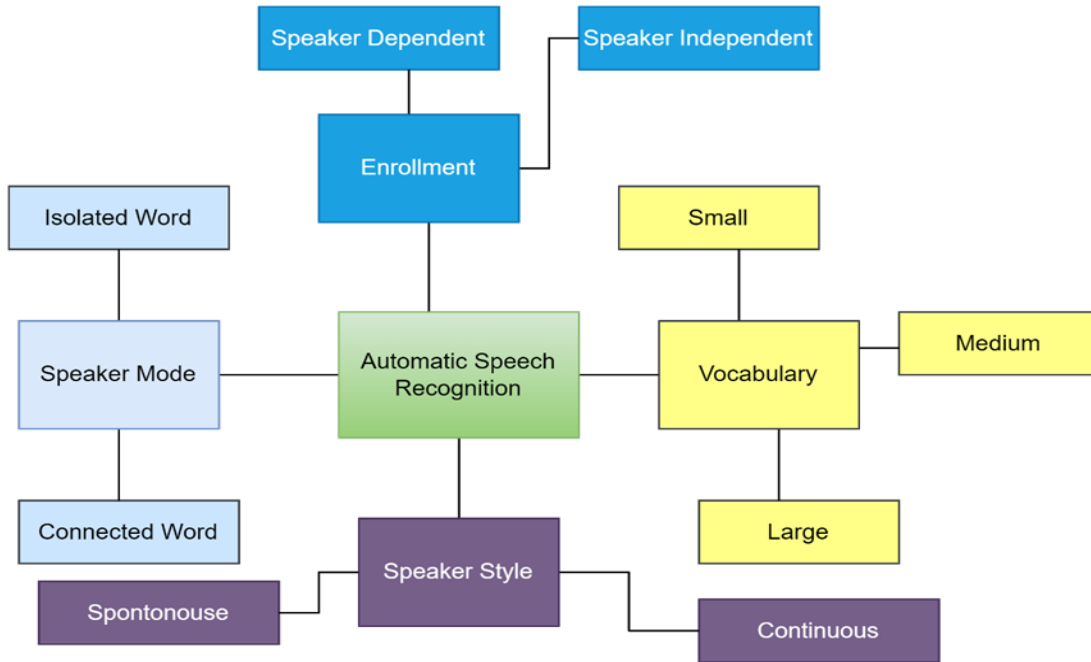 Speaker Dependent
Speaker Independent
Enrollment
Isolated Word
Small
Speaker Mode
Automatic Speech
Recognition
Vocabulary
Medium
Connected Word
Speaker Style
Large
Spontonouse
Continuous